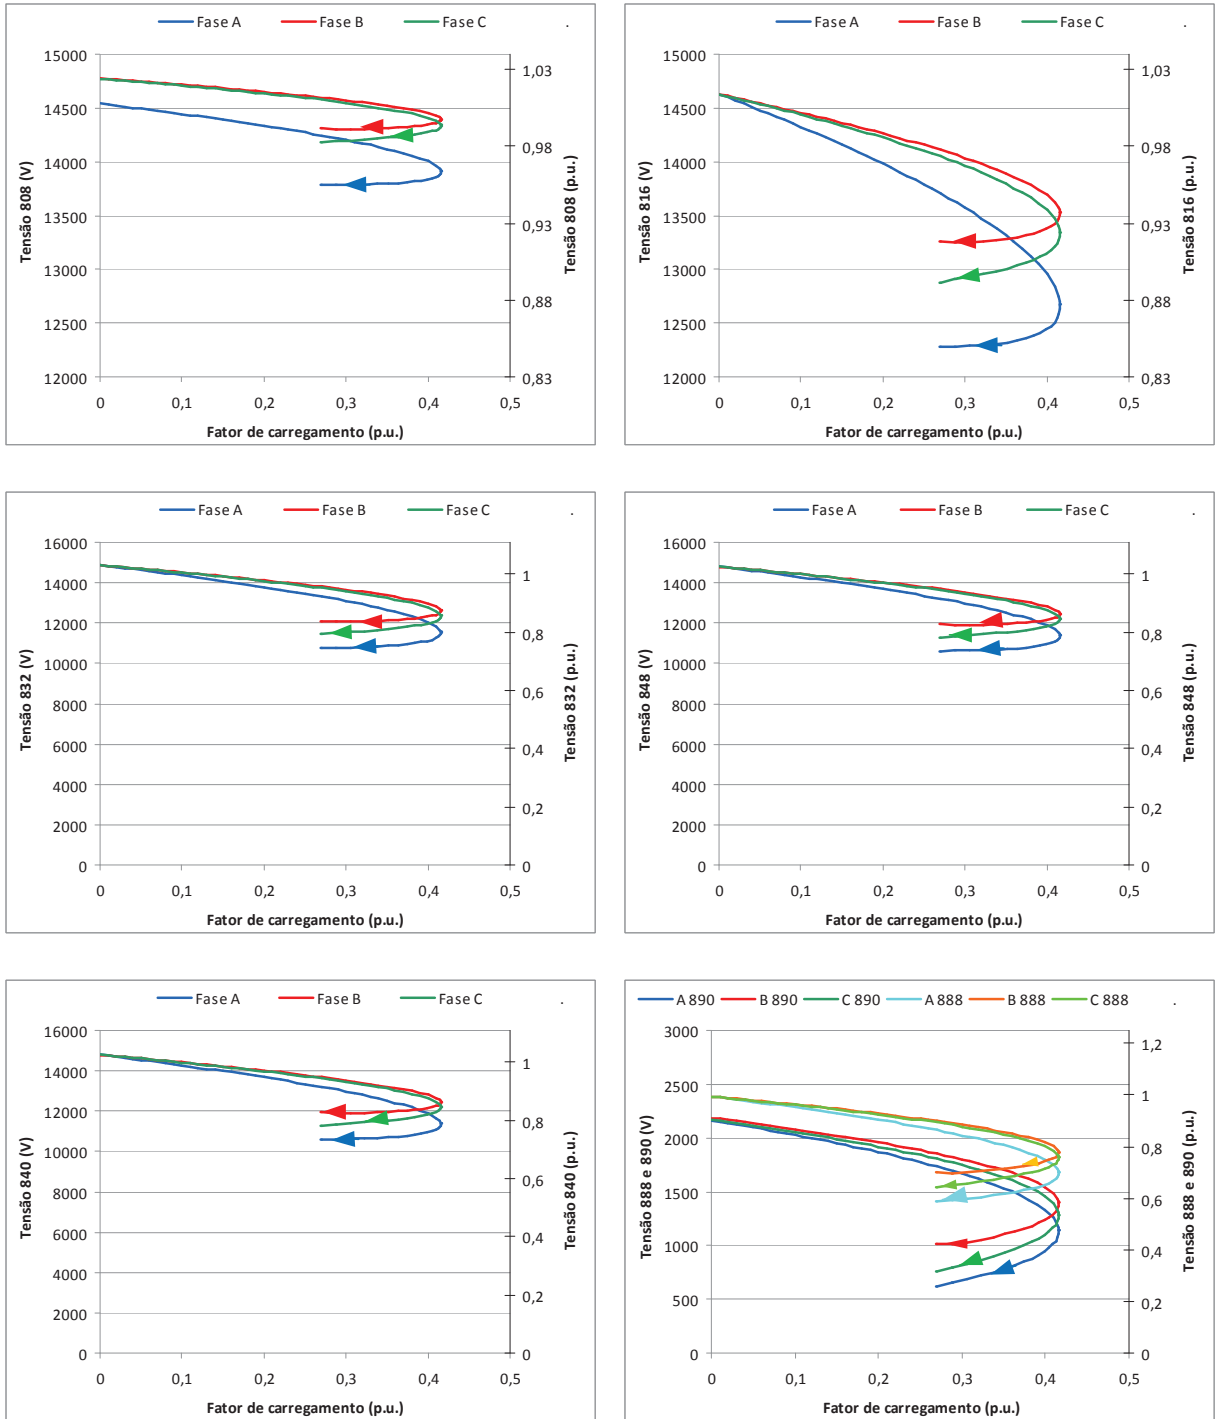 Fase A Fase B Fase C .
15000
14500
14000
13500
13000
12500
12000
1,03
0,98
0,93
0,88
0,83
0 0,1 0,2 0,3 0,4 0,5
Tensão 808 (V)
Tensão 808 (p.u.)
Fator de carregamento (p.u.)
Fase A Fase B Fase C .
15000
14500
14000
13500
13000
12500
12000
1,03
0,98
0,93
0,88
0,83
0 0,1 0,2 0,3 0,4 0,5
Tensão 816 (V)
Tensão 816 (p.u.)
Fator de carregamento (p.u.)
Fase A Fase B Fase C .
16000
14000
12000
10000
8000
6000
4000
2000
0
1
0,8
0,6
0,4
0,2
0
0 0,1 0,2 0,3 0,4 0,5
Tensão 832 (V)
Tensão 832 (p.u.)
Fator de carregamento (p.u.)
Fase A Fase B Fase C .
16000
14000
12000
10000
8000
6000
4000
2000
0
1
0,8
0,6
0,4
0,2
0
0 0,1 0,2 0,3 0,4 0,5
Tensão 848 (V)
Tensão 848 (p.u.)
Fator de carregamento (p.u.)
Fase A Fase B Fase C .
16000
14000
12000
10000
8000
6000
4000
2000
0
1
0,8
0,6
0,4
0,2
0
0 0,1 0,2 0,3 0,4 0,5
Tensão 840 (V)
Tensão 840 (p.u.)
Fator de carregamento (p.u.)
A 890 B 890 C 890 A 888 B 888 C 888 .
3000
2500
2000
1500
1000
500
0
1,2
1
0,8
0,6
0,4
0,2
0
0 0,1 0,2 0,3 0,4 0,5
Tensão 888 e 890 (V)
Tensão 888 e 890 (p.u.)
Fator de carregamento (p.u.)